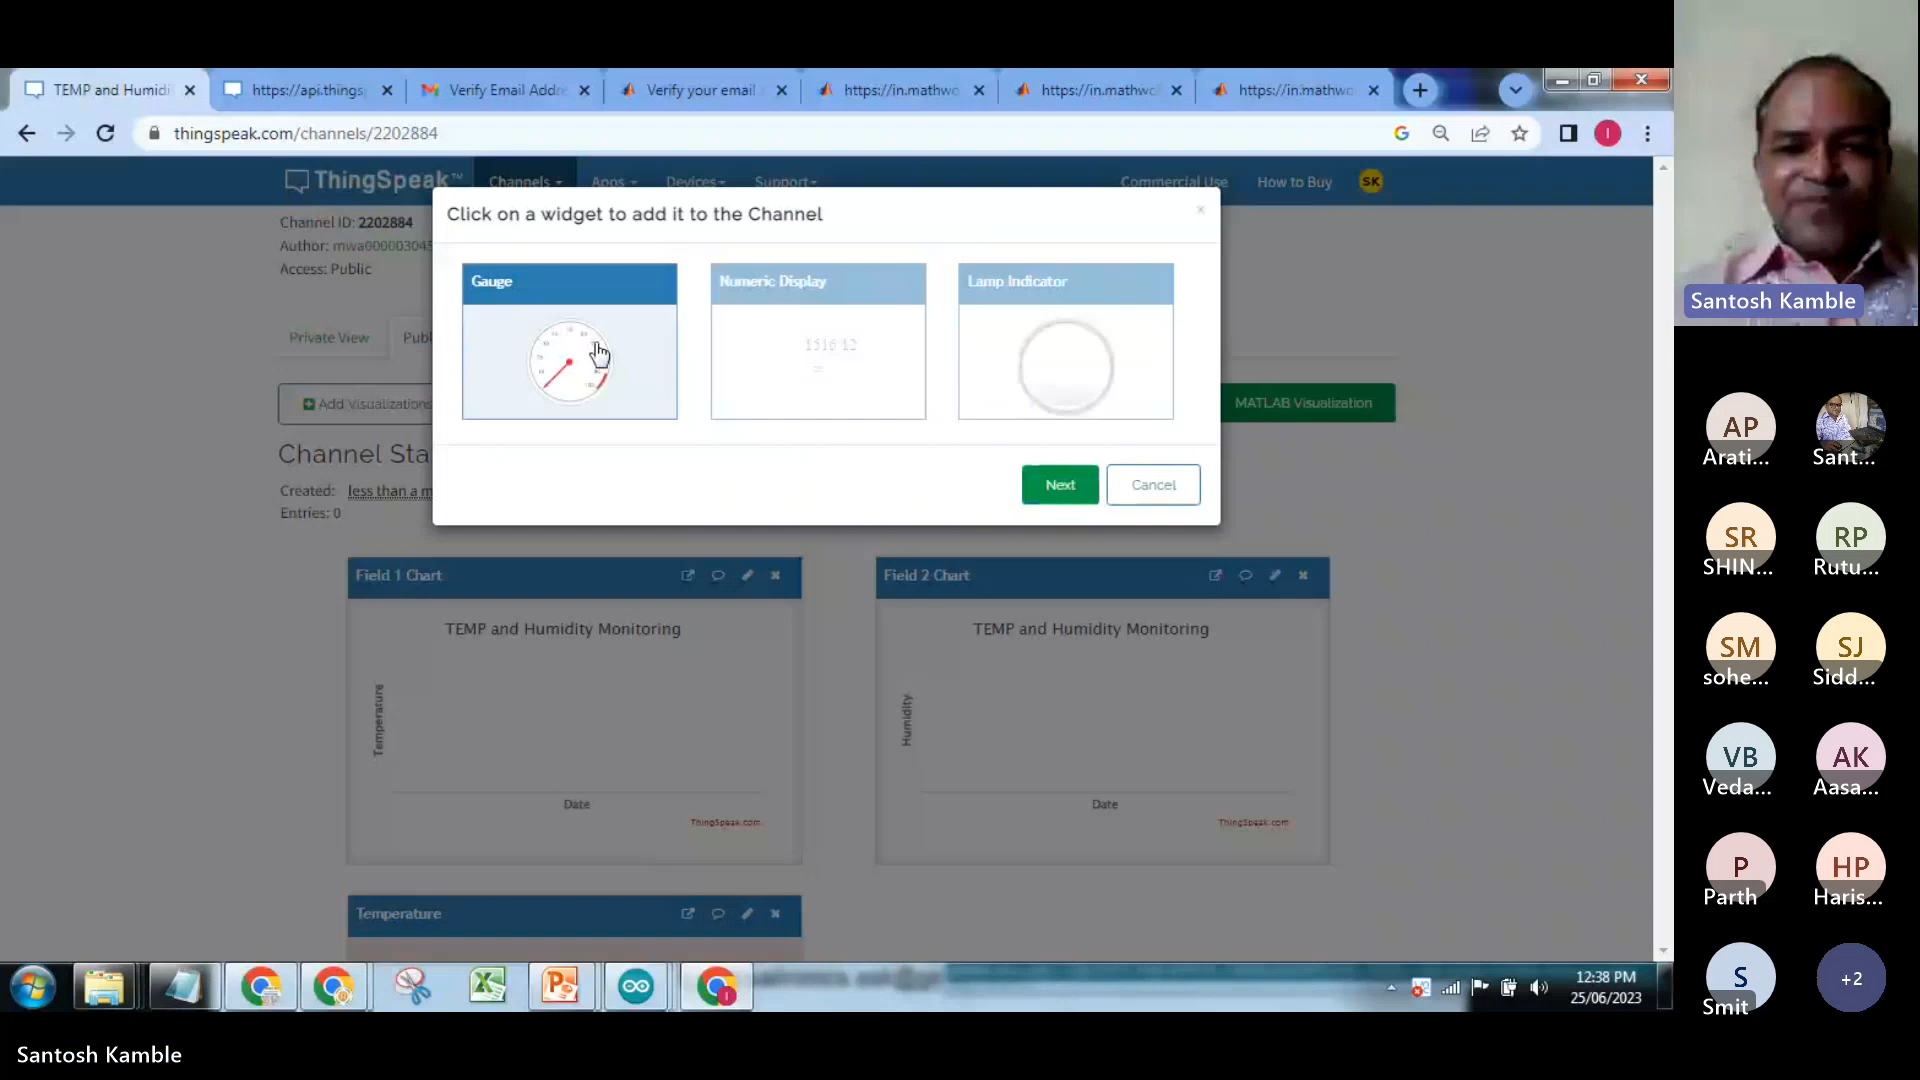 TEMP and Humidi
https://api.things
Verify Email Addre
Verify your email
https://in.mathwo
https://in.mathwo
https://in.mathwo
thingspeak.com/channels/2202884
ThingSpeak™
Channels
Apps
Devices
Support
Commercial Use
How to Buy
SK
Channel ID: 2202884
Author: mwa000000304
Access: Public
Click on a widget to add it to the Channel
Gauge
Numeric Display
Lamp Indicator
Next
Cancel
Private View
Publ
Add Visualizations
MATLAB Visualization
Channel Sta
Created: less than a m
Entries: 0
Field 1 Chart
TEMP and Humidity Monitoring
Temperature
Date
ThingSpeak.com
Field 2 Chart
TEMP and Humidity Monitoring
Humidity
Date
ThingSpeak.com
Temperature
12:38 PM
25/06/2023
Santosh Kamble
Santosh Kamble
AP
Arati...
Sant...
SR
SHIN...
RP
Rutu...
SM
sohe...
SJ
Sidd...
VB
Veda...
AK
Aasa...
P
Parth
HP
Haris...
S
Smit
+2